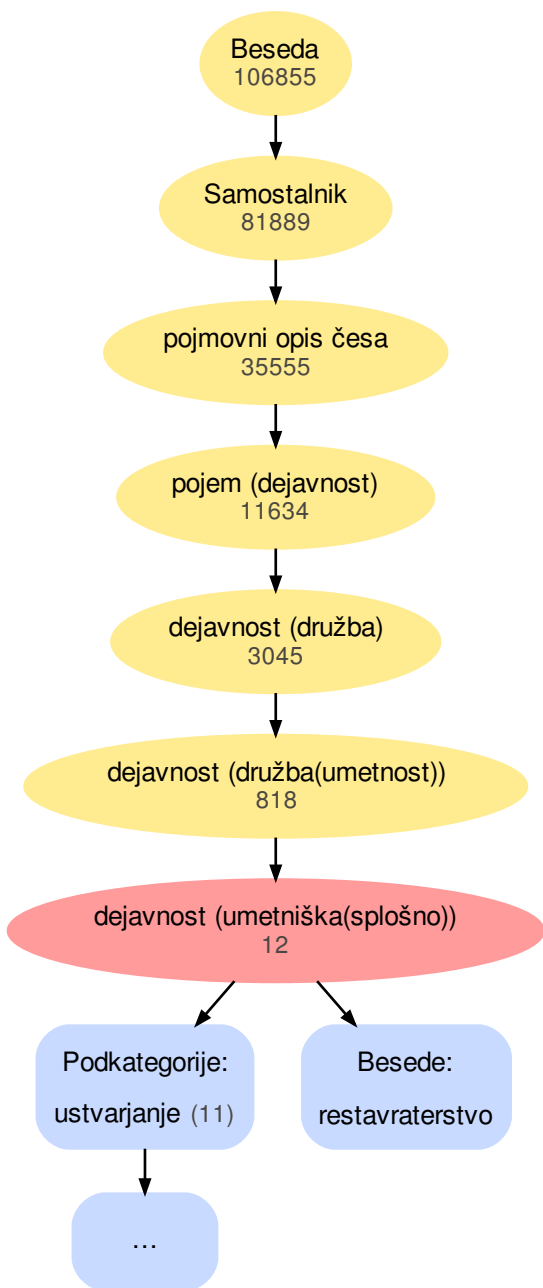 Beseda
106855
Samostalnik
81889
pojmovni opis česa
35555
pojem (dejavnost)
11634
dejavnost (družba)
3045
dejavnost (družba(umetnost))
818
dejavnost (umetniška(splošno))
12
Podkategorije:
ustvarjanje (11)
Besede:
restavraterstvo
...